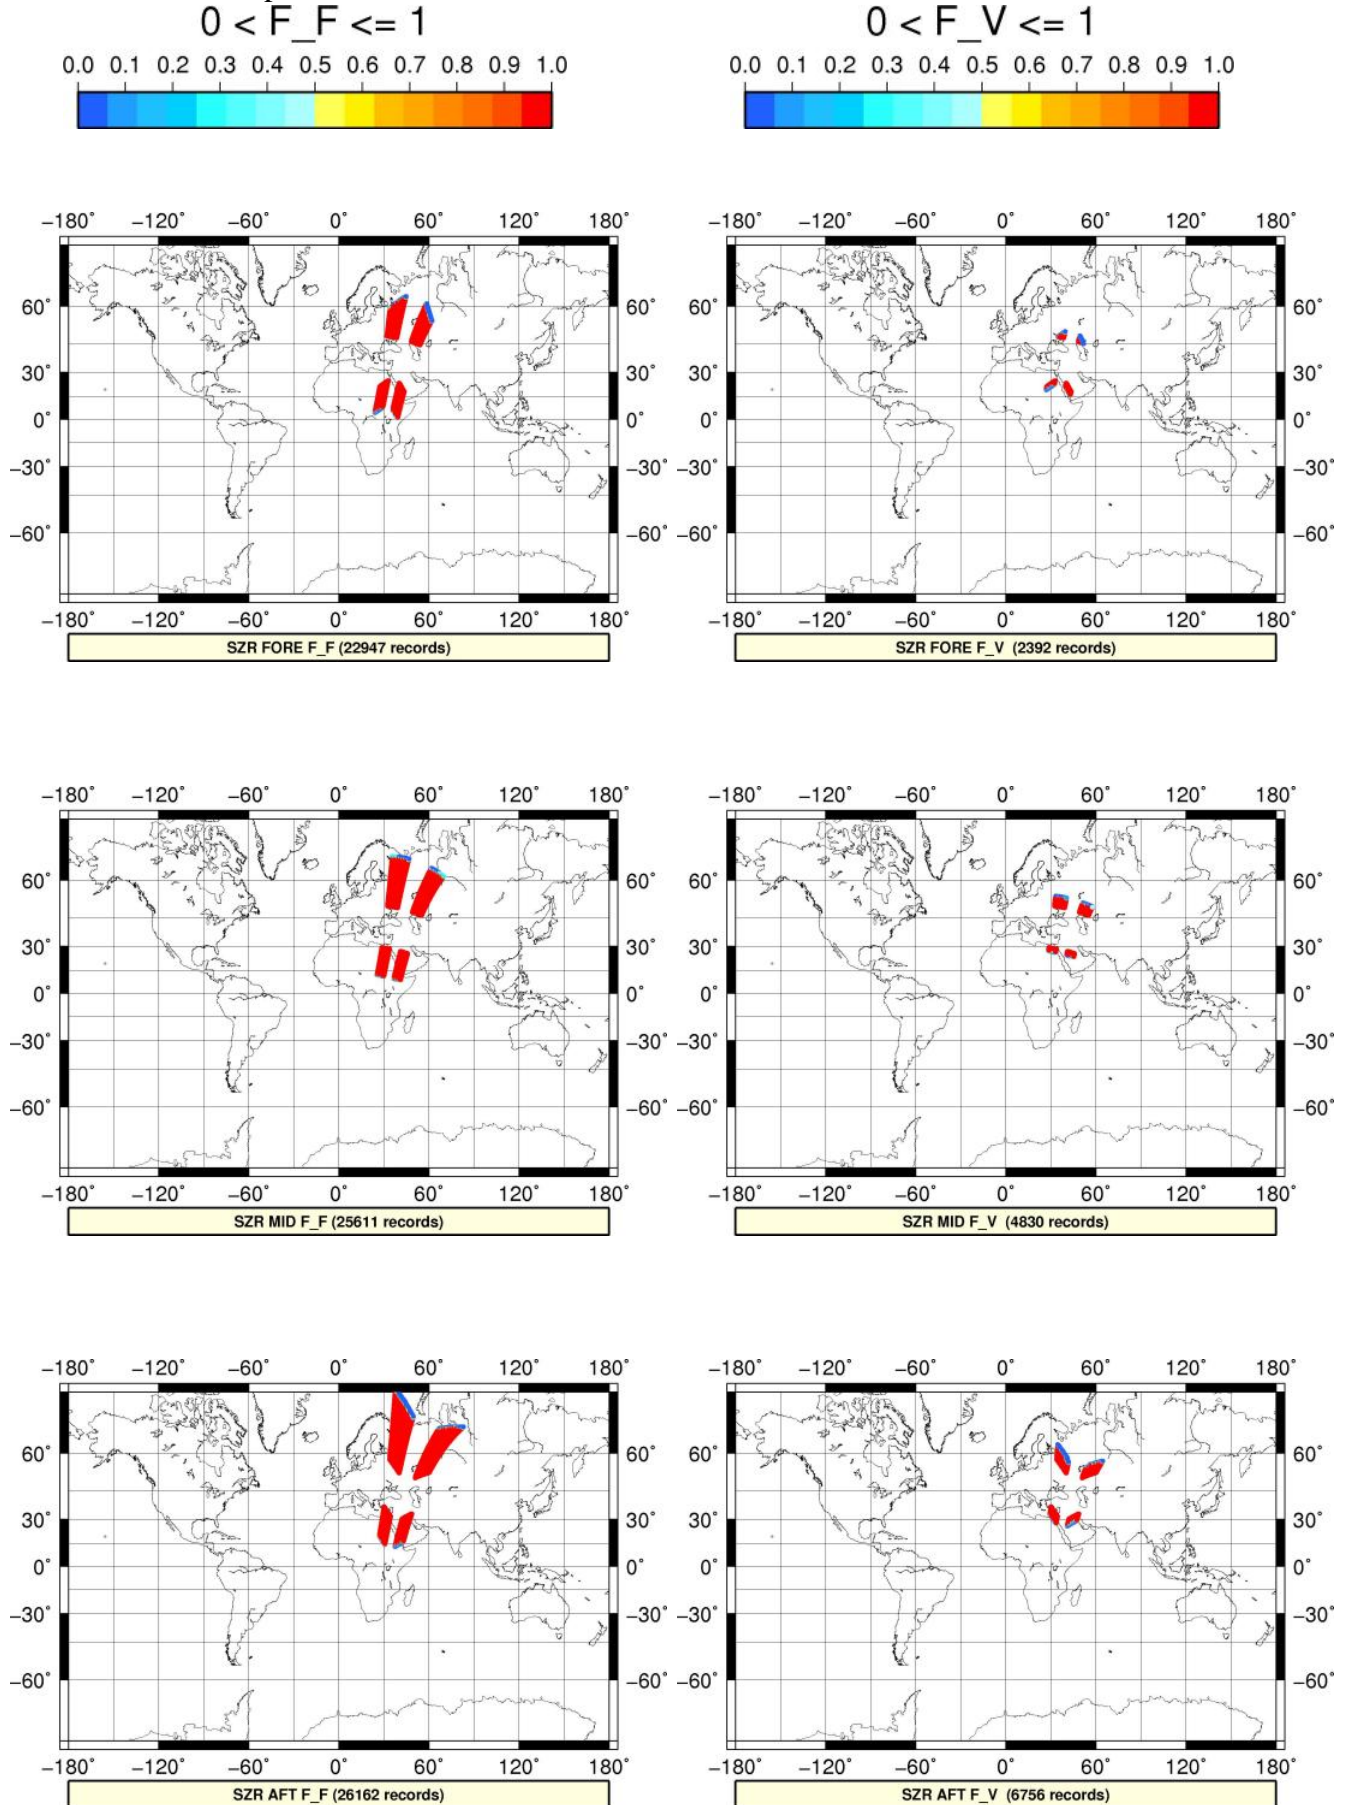 0 < F_F <= 1
0 < F_V <= 1
0.0 0.1 0.2 0.3 0.4 0.5 0.6 0.7 0.8 0.9 1.0
0.0 0.1 0.2 0.3 0.4 0.5 0.6 0.7 0.8 0.9 1.0
−180˚ −120˚ −60˚ 0˚ 60˚ 120˚ 180˚
−180˚ −120˚ −60˚ 0˚ 60˚ 120˚ 180˚
60˚ 60˚ 60˚ 60˚
30˚ 30˚ 30˚ 30˚
0˚ 0˚ 0˚ 0˚
−30˚ −30˚ −30˚ −30˚
−60˚ −60˚ −60˚ −60˚
−180˚ −120˚ −60˚ 0˚ 60˚ 120˚ 180˚
−180˚ −120˚ −60˚ 0˚ 60˚ 120˚ 180˚
SZR FORE F_F (22947 records)
SZR FORE F_V (2392 records)
−180˚ −120˚ −60˚ 0˚ 60˚ 120˚ 180˚
−180˚ −120˚ −60˚ 0˚ 60˚ 120˚ 180˚
60˚ 60˚ 60˚ 60˚
30˚ 30˚ 30˚ 30˚
0˚ 0˚ 0˚ 0˚
−30˚ −30˚ −30˚ −30˚
−60˚ −60˚ −60˚ −60˚
−180˚ −120˚ −60˚ 0˚ 60˚ 120˚ 180˚
−180˚ −120˚ −60˚ 0˚ 60˚ 120˚ 180˚
SZR MID F_F (25611 records)
SZR MID F_V (4830 records)
−180˚ −120˚ −60˚ 0˚ 60˚ 120˚ 180˚
−180˚ −120˚ −60˚ 0˚ 60˚ 120˚ 180˚
60˚ 60˚ 60˚ 60˚
30˚ 30˚ 30˚ 30˚
0˚ 0˚ 0˚ 0˚
−30˚ −30˚ −30˚ −30˚
−60˚ −60˚ −60˚ −60˚
−180˚ −120˚ −60˚ 0˚ 60˚ 120˚ 180˚
−180˚ −120˚ −60˚ 0˚ 60˚ 120˚ 180˚
SZR AFT F_F (26162 records)
SZR AFT F_V (6756 records)